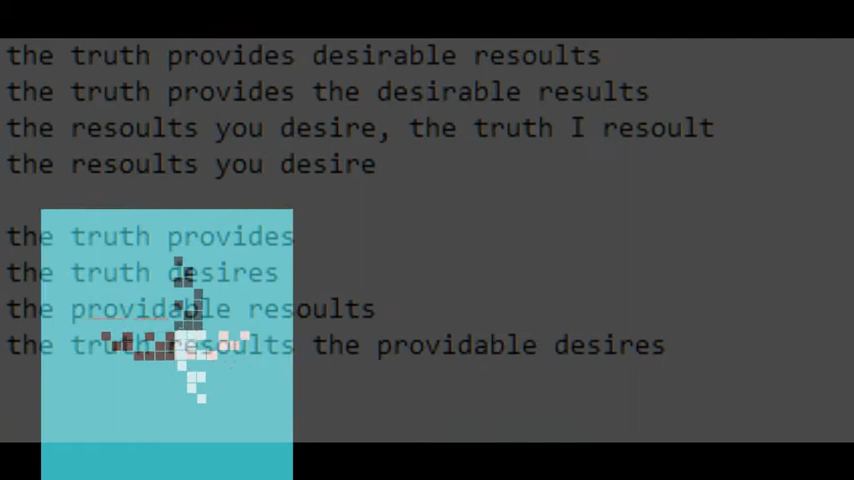 the truth provides desirable resoults
the truth provides the desirable results
the resoults you desire, the truth I resoult
the resoults you desire
the truth provides
the truth desires
the providable resoults
the truth resoults the providable desires